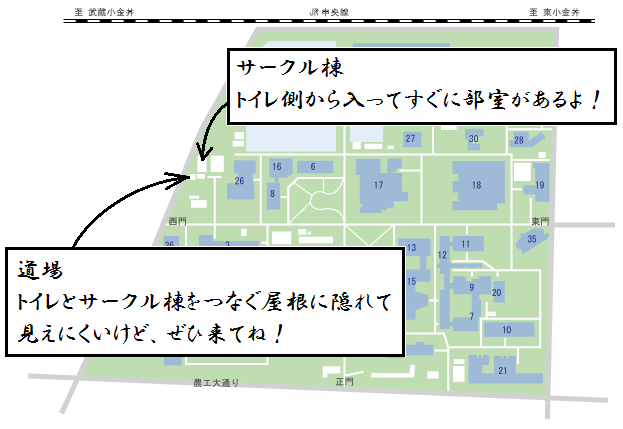 至 武蔵小金井
JR中央線
至 東小金井
サークル棟
トイレ側から入ってすぐに部室があるよ！
27
30
28
16
6
26
8
17
18
19
西門
東門
35
26
3
13
11
12
道場
トイレとサークル棟をつなぐ屋根に隠れて
見えにくいけど、ぜひ来てね！
15
9
20
7
10
21
農工大通り
正門